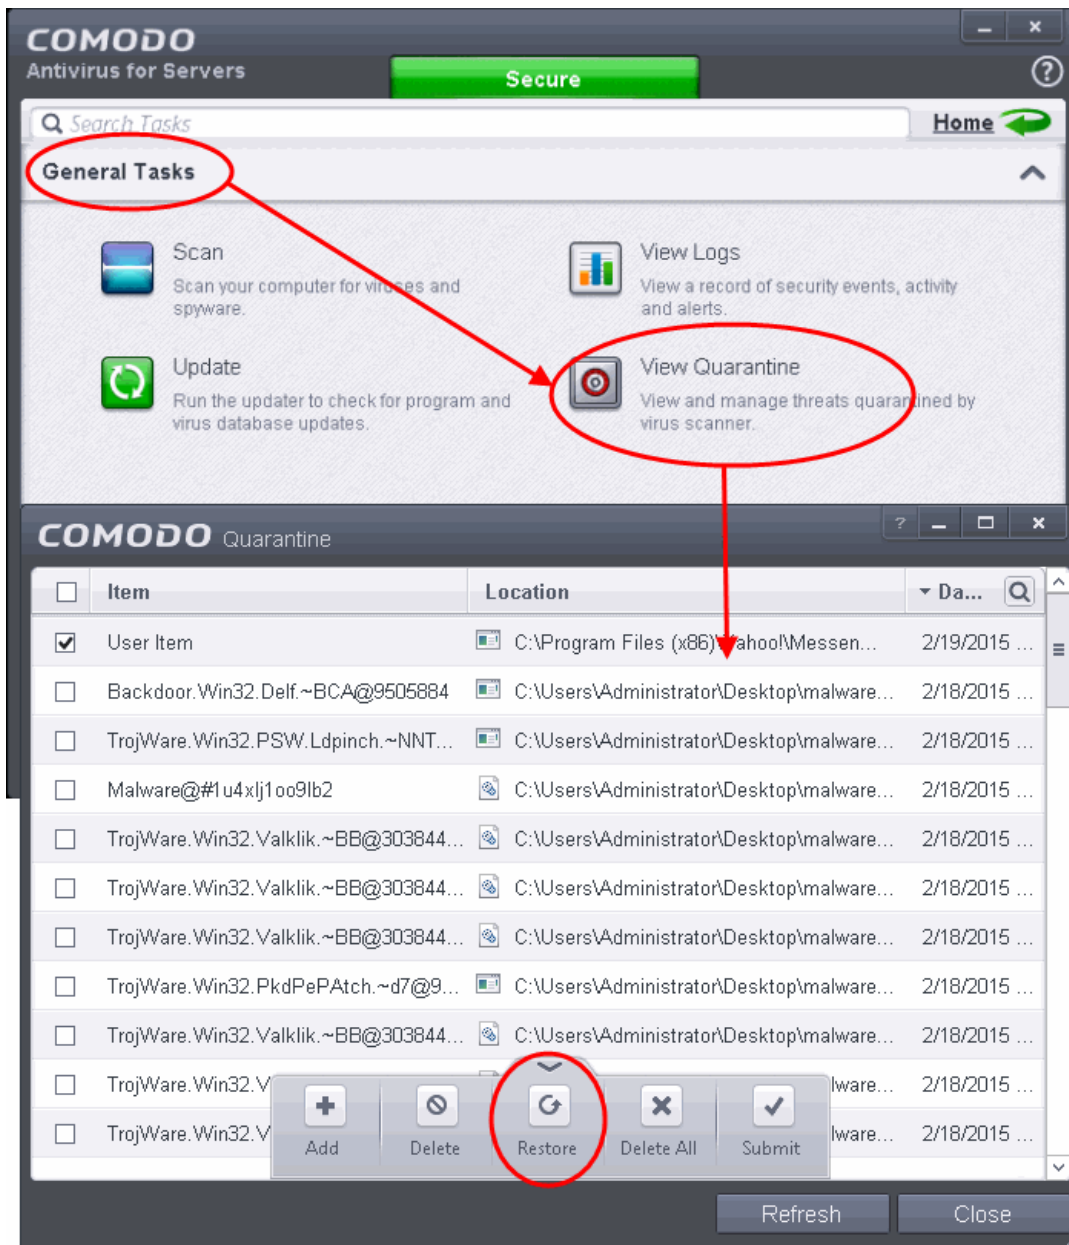 COMODO
Antivirus for Servers
Secure
Search Tasks
Home
General Tasks
Scan
Scan your computer for viruses and
spyware.
View Logs
View a record of security events, activity
and alerts.
Update
Run the updater to check for program and
virus database updates.
View Quarantine
View and manage threats quarantined by
virus scanner.
COMODO Quarantine
Item Location Da...
User Item C:\Program Files (x86)\Yahoo!\Messen... 2/19/2015 ...
Backdoor.Win32.Delf.~BCA@9505884 C:\Users\Administrator\Desktop\malware... 2/18/2015 ...
TrojWare.Win32.PSW.Ldpinch.~NNT... C:\Users\Administrator\Desktop\malware... 2/18/2015 ...
Malware@#1u4xlj1oo9lb2 C:\Users\Administrator\Desktop\malware... 2/18/2015 ...
TrojWare.Win32.Valklik.~BB@303844... C:\Users\Administrator\Desktop\malware... 2/18/2015 ...
TrojWare.Win32.Valklik.~BB@303844... C:\Users\Administrator\Desktop\malware... 2/18/2015 ...
TrojWare.Win32.Valklik.~BB@303844... C:\Users\Administrator\Desktop\malware... 2/18/2015 ...
TrojWare.Win32.PkdPePAtch.~d7@9... C:\Users\Administrator\Desktop\malware... 2/18/2015 ...
TrojWare.Win32.Valklik.~BB@303844... C:\Users\Administrator\Desktop\malware... 2/18/2015 ...
TrojWare.Win32.V lware... 2/18/2015 ...
TrojWare.Win32.V lware... 2/18/2015 ...
Add Delete Restore Delete All Submit
Refresh Close